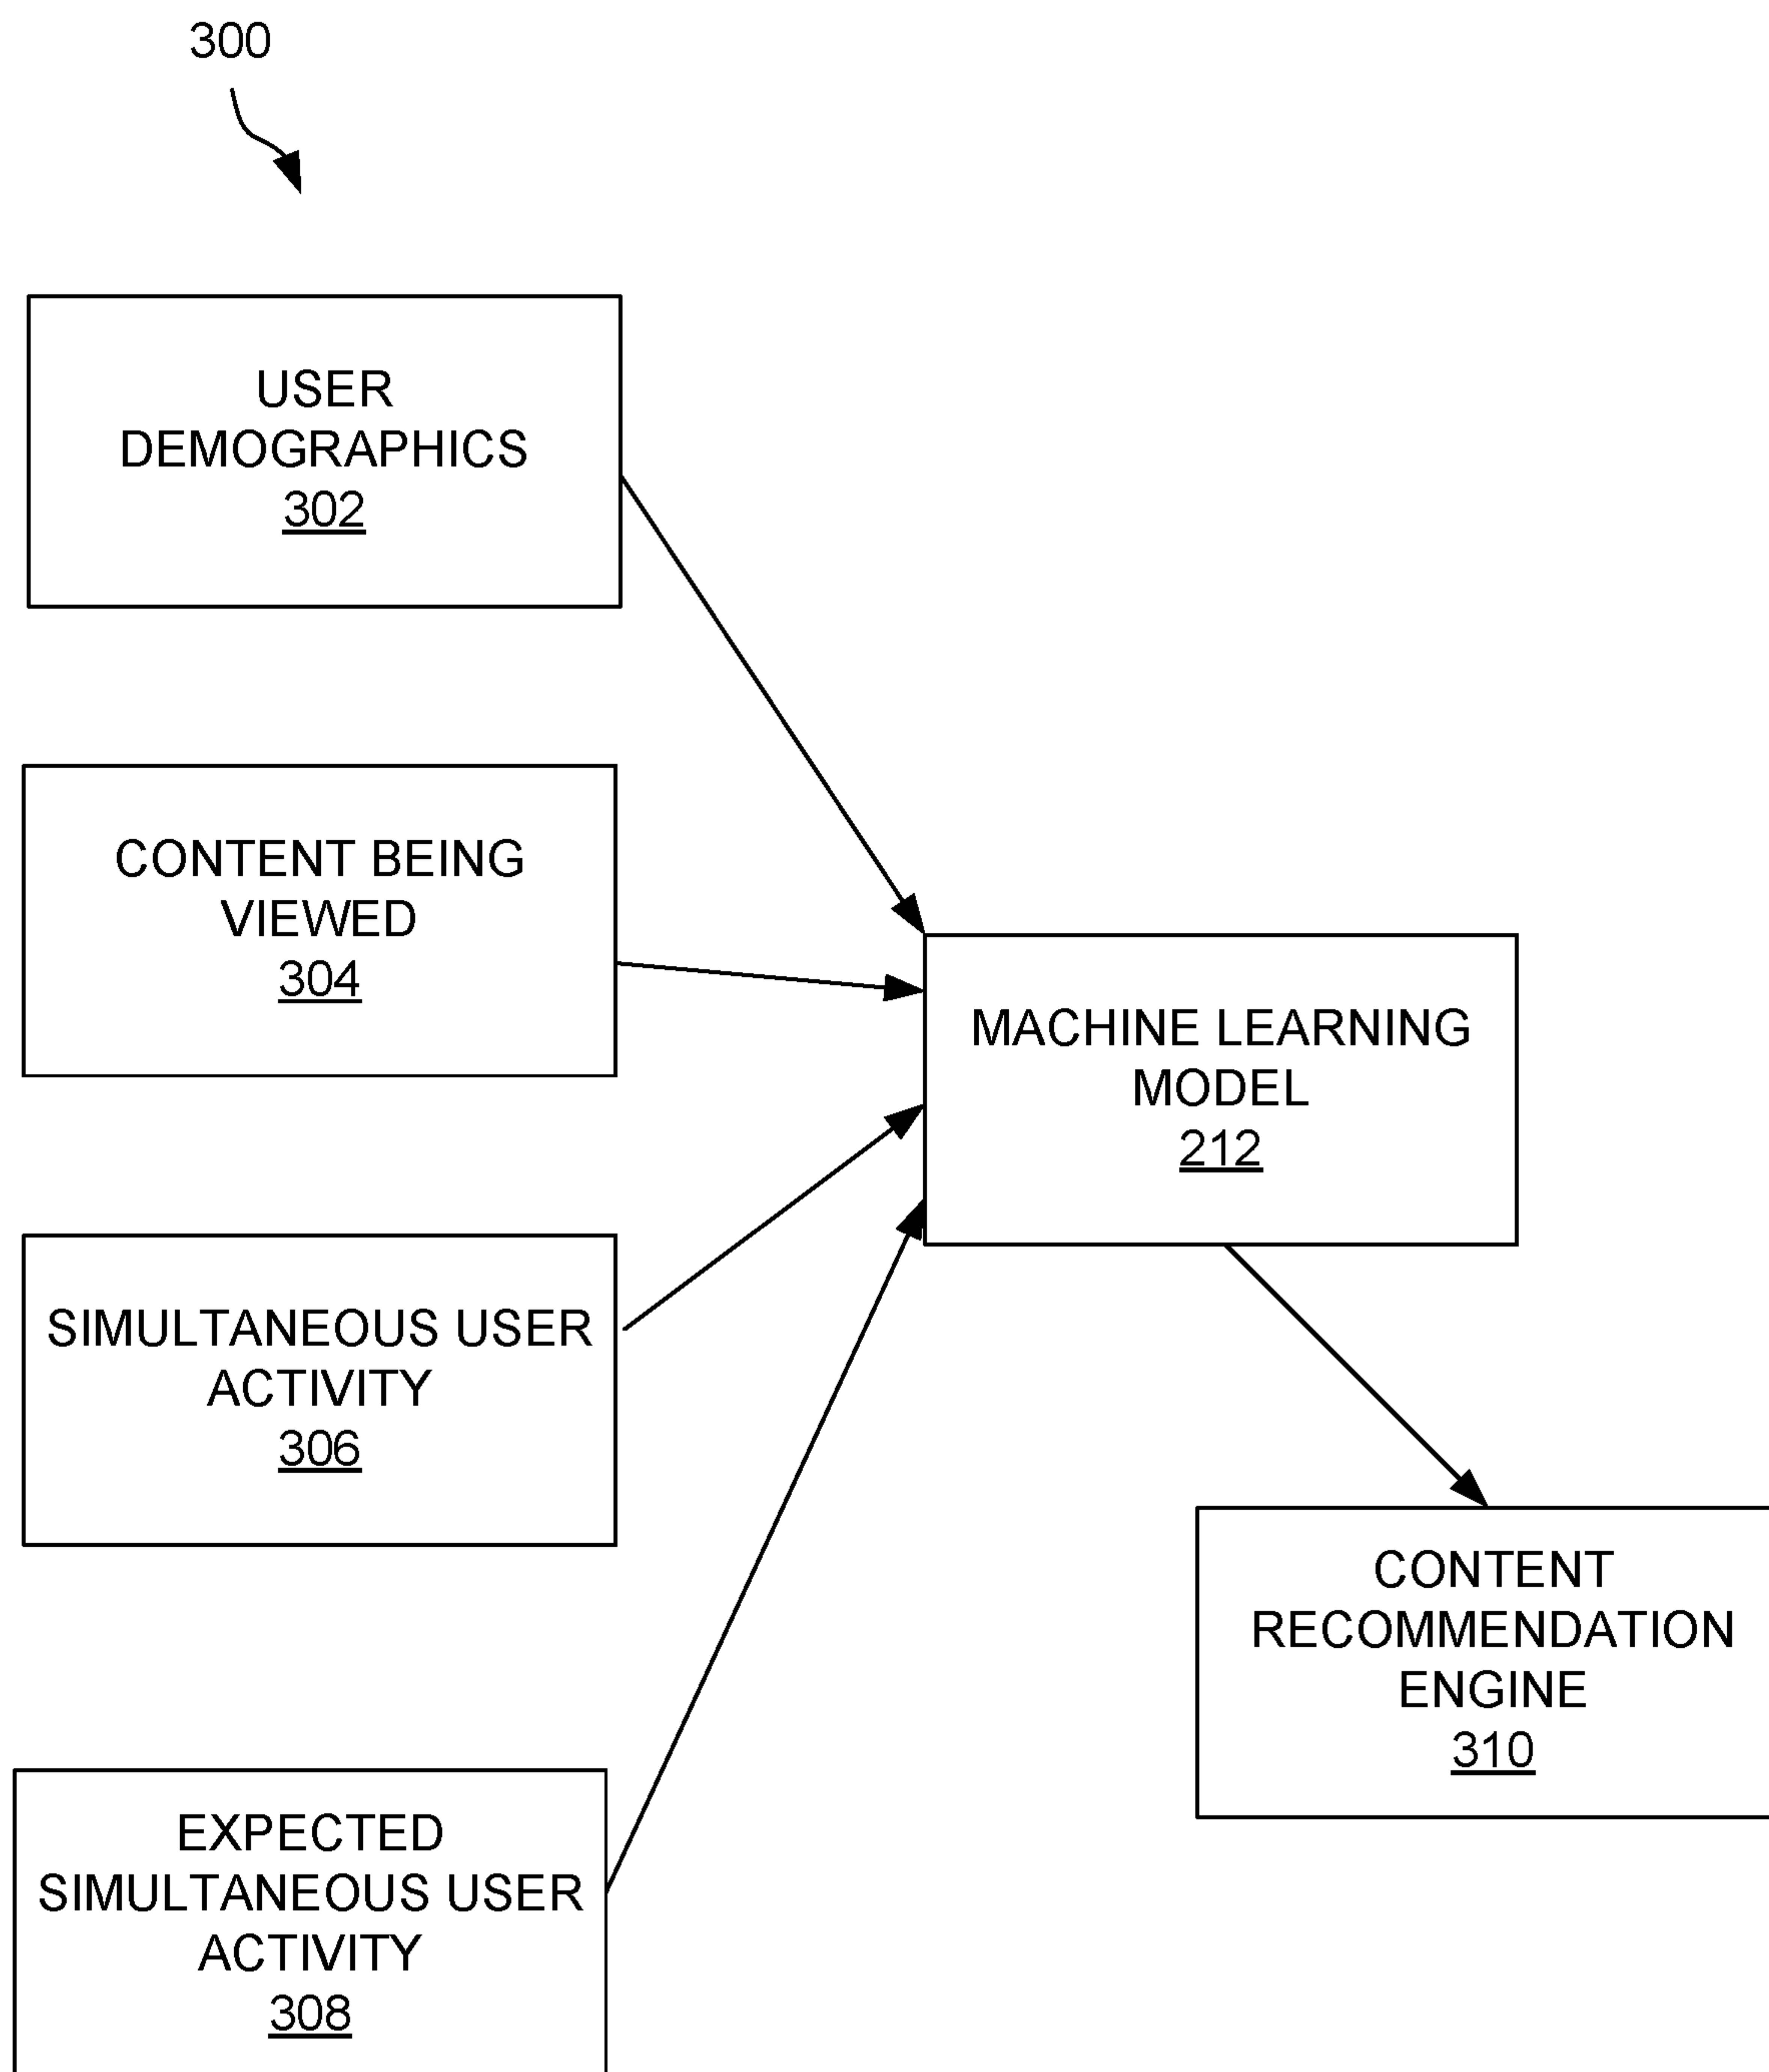 300
USER
DEMOGRAPHICS
302
CONTENT BEING
VIEWED
304
MACHINE LEARNING
MODEL
212
SIMULTANEOUS USER
ACTIVITY
306
CONTENT
RECOMMENDATION
ENGINE
310
EXPECTED
SIMULTANEOUS USER
ACTIVITY
308